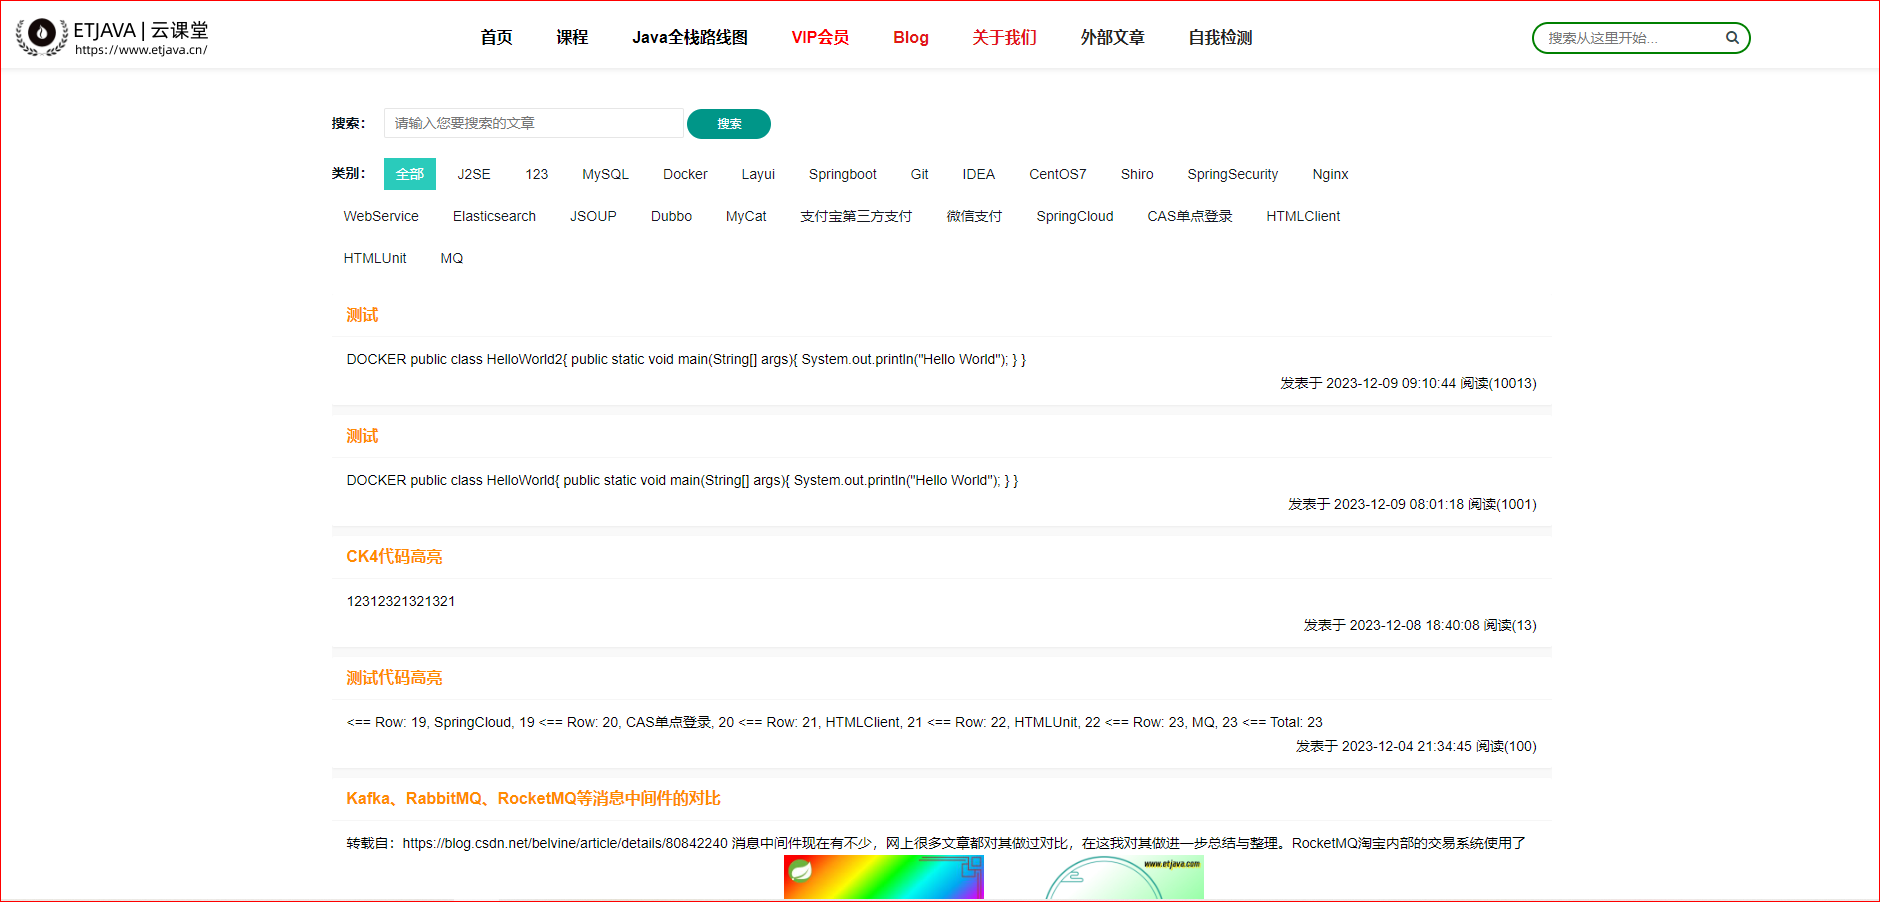 ETJAVA | 云课堂
https://www.etjava.cn/
首页 课程 Java全栈路线图 VIP会员 Blog 关于我们 外部文章 自我检测
搜索从这里开始...
搜索： 请输入您要搜索的文章 搜索
类别： 全部 J2SE 123 MySQL Docker Layui Springboot Git IDEA CentOS7 Shiro SpringSecurity Nginx
WebService Elasticsearch JSOUP Dubbo MyCat 支付宝第三方支付 微信支付 SpringCloud CAS单点登录 HTMLClient
HTMLUnit MQ
测试
DOCKER public class HelloWorld2{ public static void main(String[] args){ System.out.println("Hello World"); } }
发表于 2023-12-09 09:10:44 阅读(10013)
测试
DOCKER public class HelloWorld{ public static void main(String[] args){ System.out.println("Hello World"); } }
发表于 2023-12-09 08:01:18 阅读(1001)
CK4代码高亮
12312321321321
发表于 2023-12-08 18:40:08 阅读(13)
测试代码高亮
<== Row: 19, SpringCloud, 19 <== Row: 20, CAS单点登录, 20 <== Row: 21, HTMLClient, 21 <== Row: 22, HTMLUnit, 22 <== Row: 23, MQ, 23 <== Total: 23
发表于 2023-12-04 21:34:45 阅读(100)
Kafka、RabbitMQ、RocketMQ等消息中间件的对比
转载自：https://blog.csdn.net/belvine/article/details/80842240 消息中间件现在有不少，网上很多文章都对其做过对比，在这我对其做进一步总结与整理。RocketMQ淘宝内部的交易系统使用了
www.etjava.com